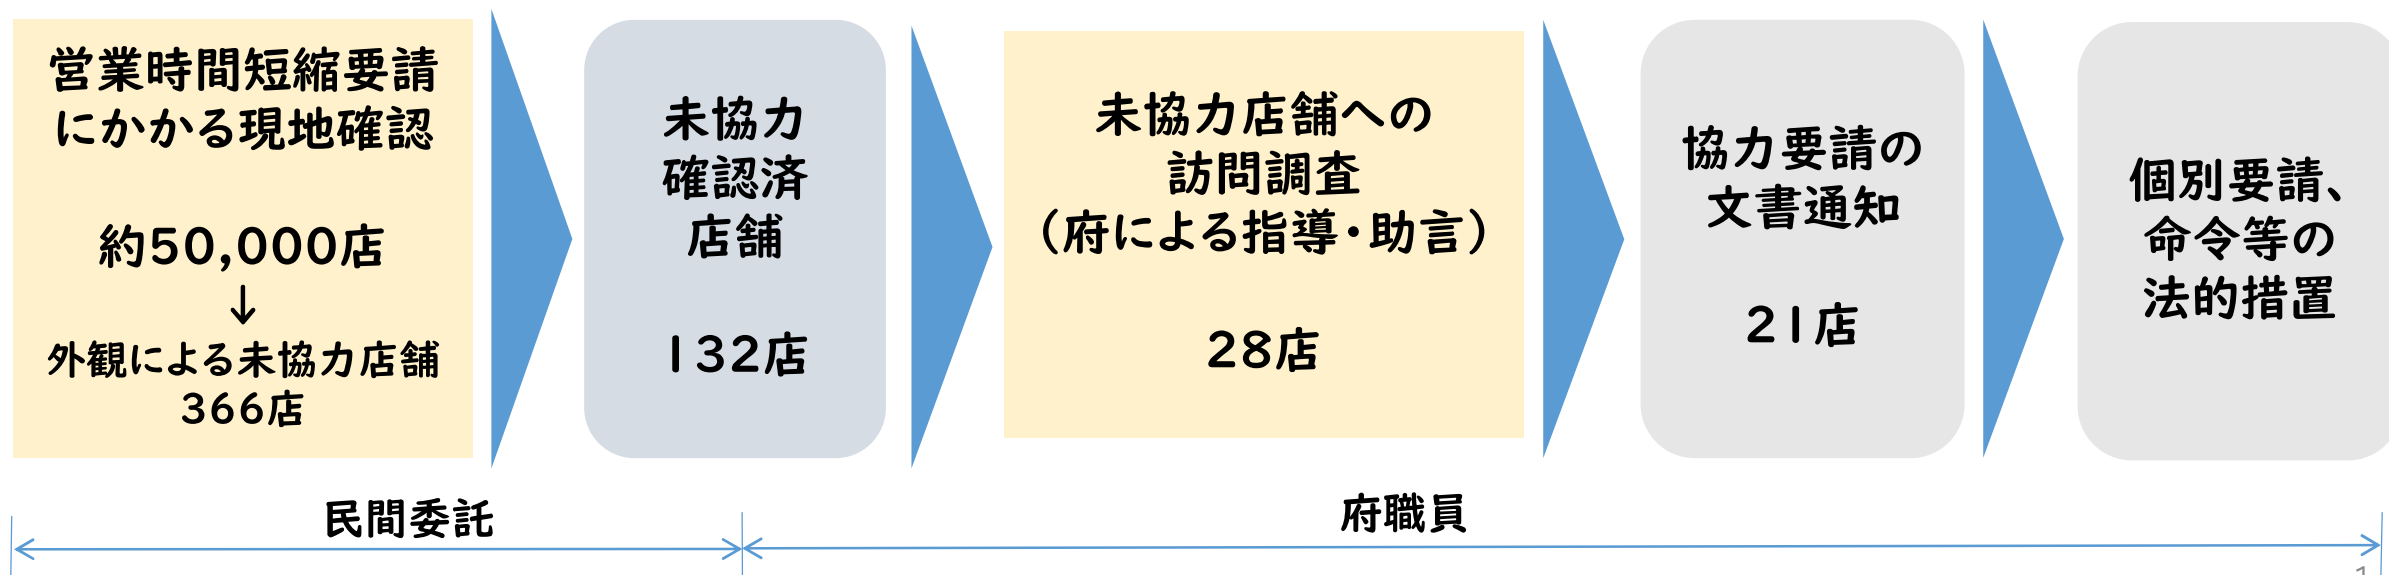 営業時間短縮要請
にかかる現地確認
約50,000店
↓
外観による未協力店舗
366店
未協力
確認済
店舗
132店
未協力店舗への
訪問調査
（府による指導・助言）
28店
協力要請の
文書通知
21店
個別要請、
命令等の
法的措置
民間委託
府職員
1